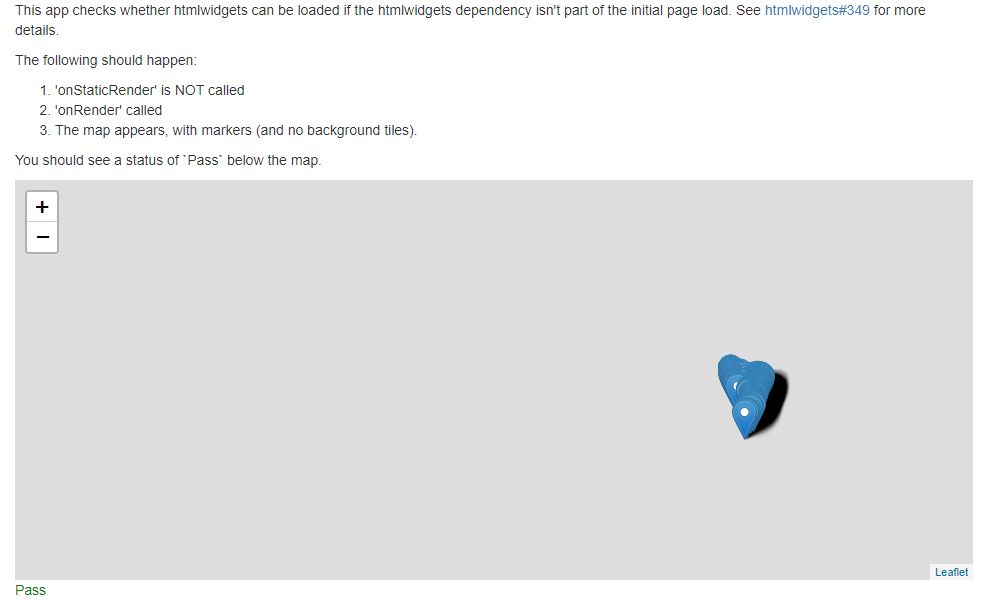 This app checks whether htmlwidgets can be loaded if the htmlwidgets dependency isn't part of the initial page load. See htmlwidgets#349 for more
details.
The following should happen:
1. 'onStaticRender' is NOT called
2. 'onRender' called
3. The map appears, with markers (and no background tiles).
You should see a status of `Pass` below the map.
+
−
Leaflet
Pass